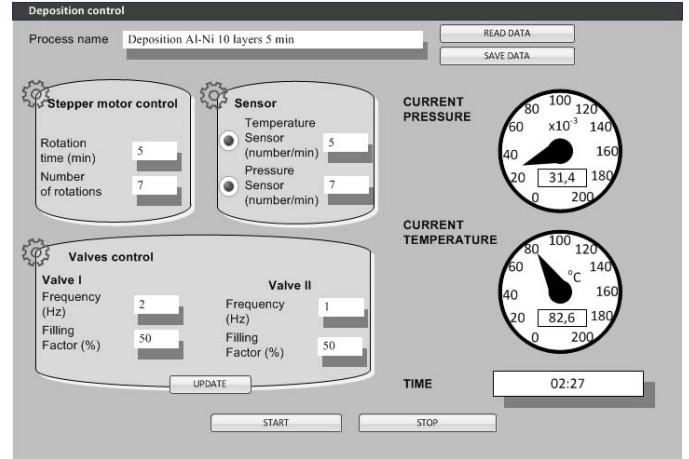 Deposition control
Process name
Deposition Al-Ni 10 layers 5 min
READ DATA
SAVE DATA
Stepper motor control
Rotation
time (min)
5
Number
of rotations
7
Sensor
Temperature
Sensor
(number/min)
5
Pressure
Sensor
(number/min)
7
CURRENT
PRESSURE
0
20
40
60
80
100
120
140
160
180
200
x10⁻³
31,4
Valves control
Valve I
Frequency
(Hz)
2
Filling
Factor (%)
50
Valve II
Frequency
(Hz)
1
Filling
Factor (%)
50
UPDATE
CURRENT
TEMPERATURE
0
20
40
60
80
100
120
140
160
180
200
°C
82,6
TIME
02:27
START
STOP